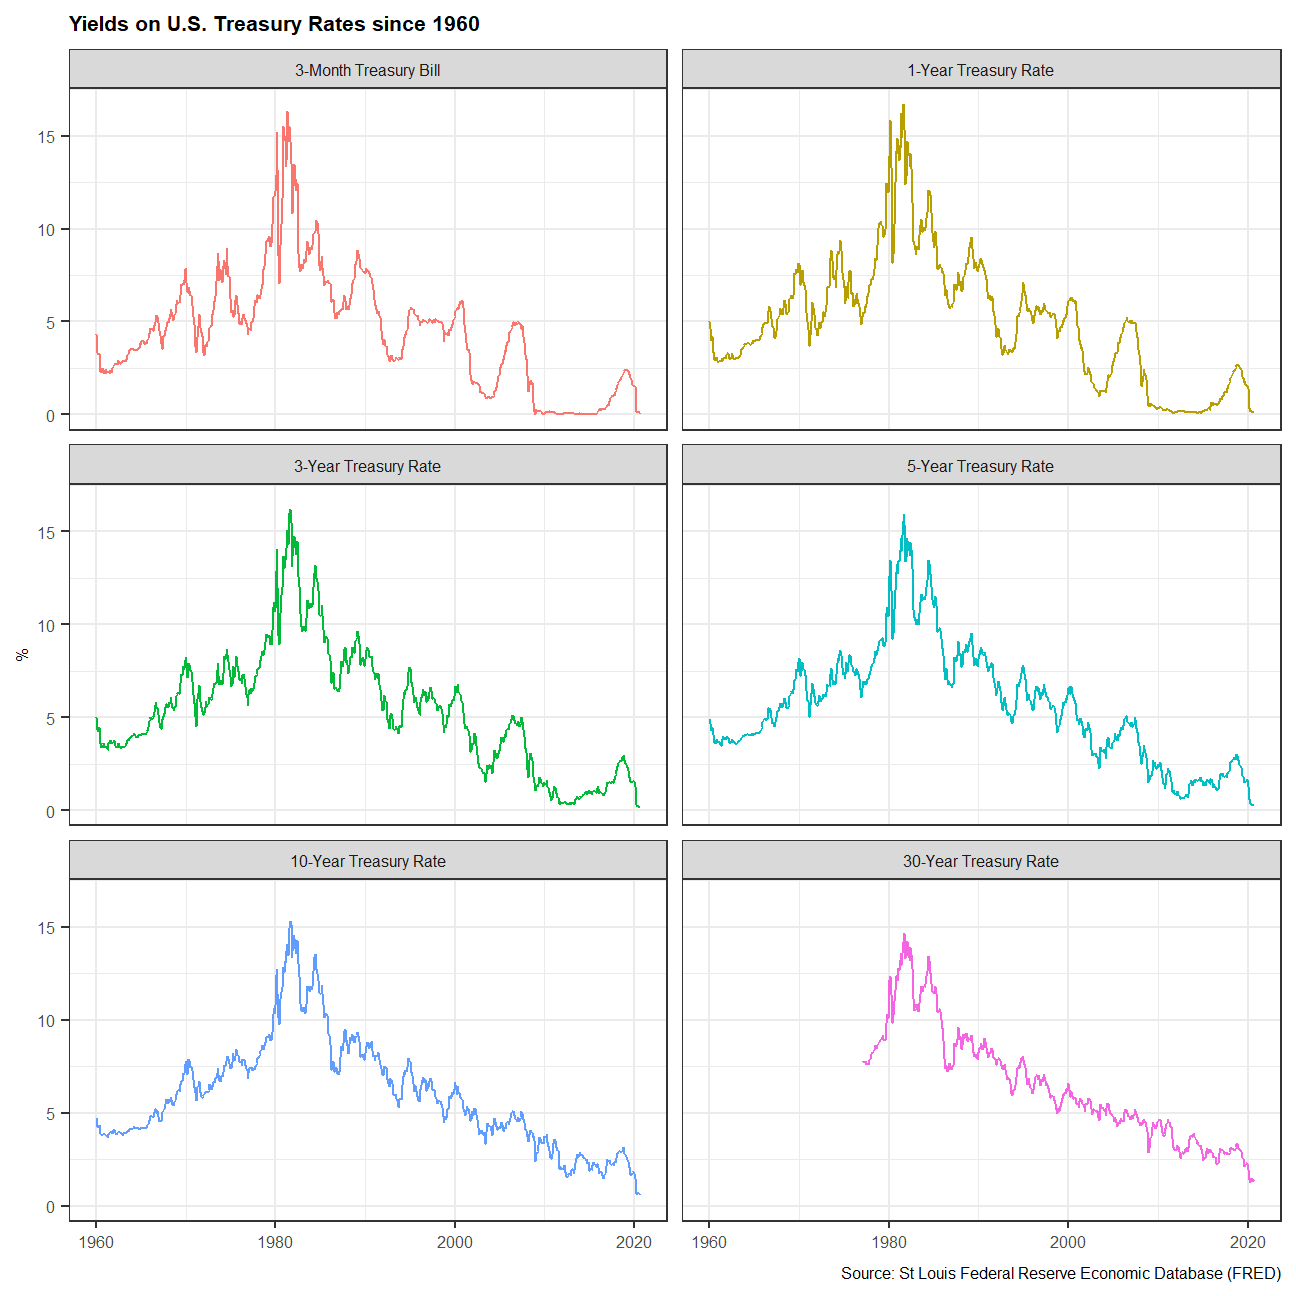 Yields on U.S. Treasury Rates since 1960
3-Month Treasury Bill
1-Year Treasury Rate
15
10
5
0
3-Year Treasury Rate
5-Year Treasury Rate
%
15
10
5
0
10-Year Treasury Rate
30-Year Treasury Rate
15
10
5
0
1960 1980 2000 2020 1960 1980 2000 2020
Source: St Louis Federal Reserve Economic Database (FRED)